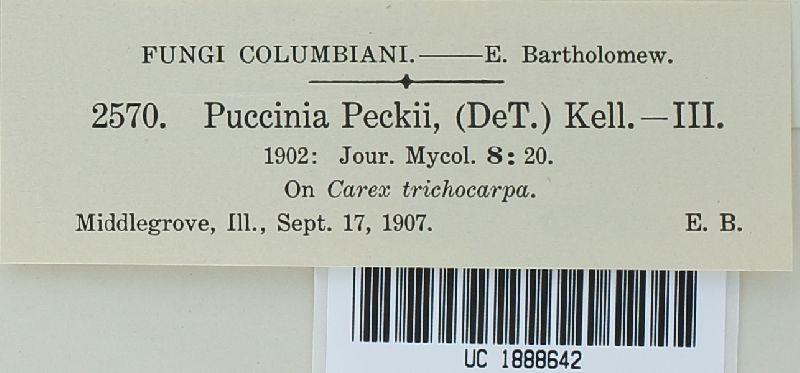 FUNGI COLUMBIANI.——E. Bartholomew.
2570. Puccinia Peckii, (DeT.) Kell.—III.
1902: Jour. Mycol. 8: 20.
On Carex trichocarpa.
Middlegrove, Ill., Sept. 17, 1907. E. B.
UC 1888642